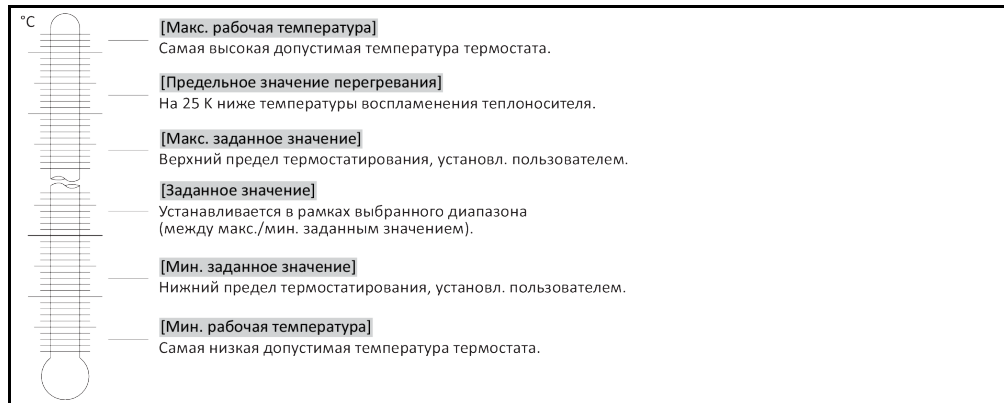 °C
[Макс. рабочая температура]
Самая высокая допустимая температура термостата.
[Предельное значение перегревания]
На 25 K ниже температуры воспламенения теплоносителя.
[Макс. заданное значение]
Верхний предел термостатирования, установл. пользователем.
[Заданное значение]
Устанавливается в рамках выбранного диапазона
(между макс./мин. заданным значением).
[Мин. заданное значение]
Нижний предел термостатирования, установл. пользователем.
[Мин. рабочая температура]
Самая низкая допустимая температура термостата.